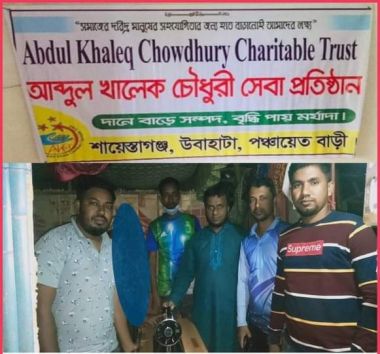 "সমাজের দরিদ্র মানুষের সহযোগিতার জন্য হাত বাড়ানোই আমাদের লক্ষ্য"
Abdul Khaleq Chowdhury Charitable Trust
আব্দুল খালেক চৌধুরী সেবা প্রতিষ্ঠান
দানে বাড়ে সম্পদ, বৃদ্ধি পায় মর্যাদা।
শায়েস্তাগঞ্জ, উবাহাটা, পঞ্চায়েত বাড়ী।
Supreme